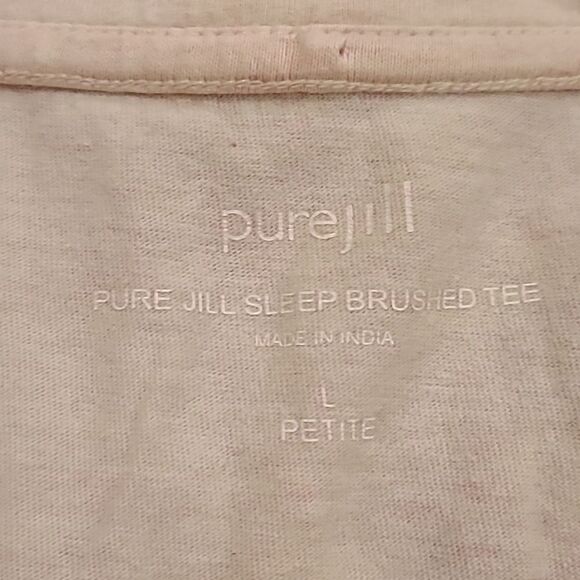 purejill
PURE JILL SLEEP BRUSHED TEE
MADE IN INDIA
L
PETITE